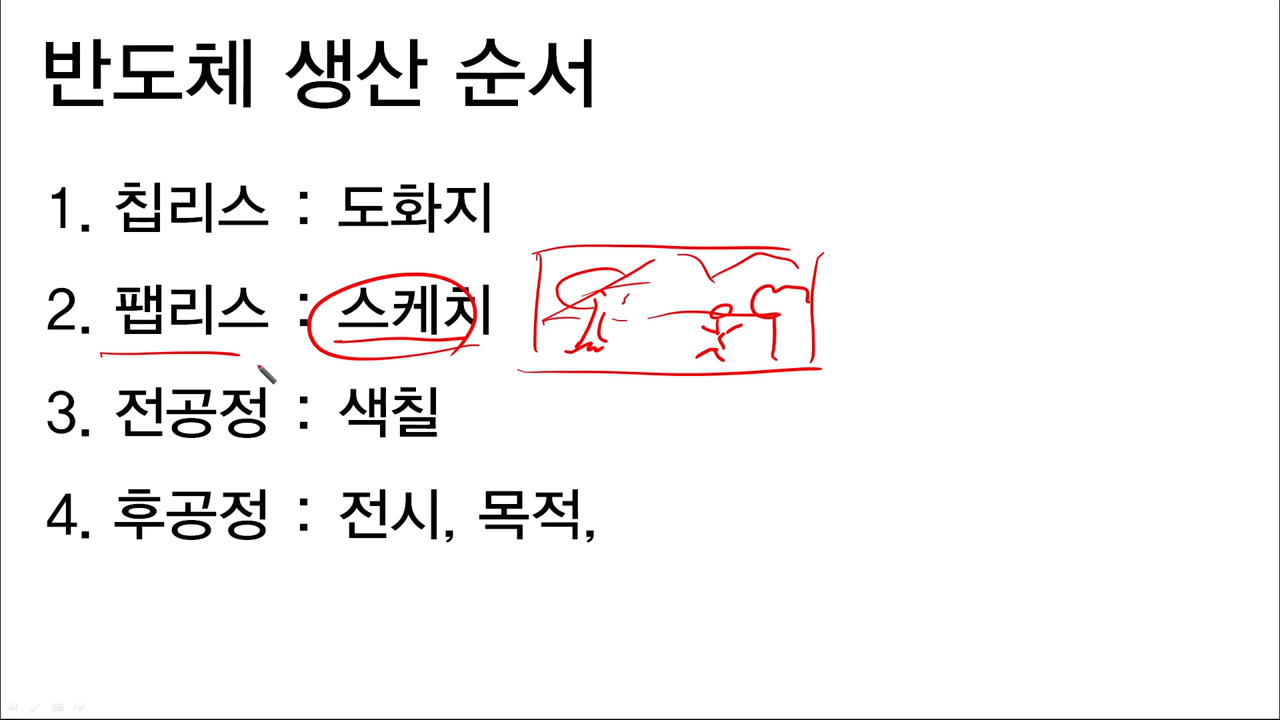 반도체 생산 순서
1. 칩리스 : 도화지
2. 팹리스 : 스케치
3. 전공정 : 색칠
4. 후공정 : 전시, 목적,